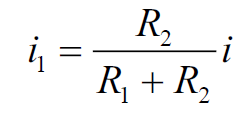 i₁ = R₂ / (R₁ + R₂) i